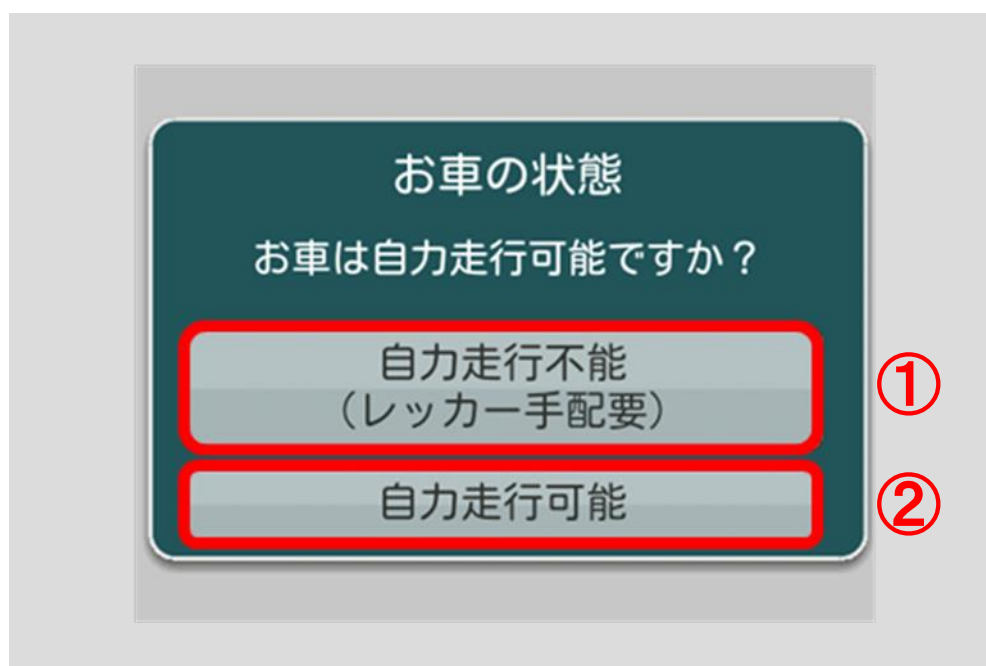 お車の状態
お車は自力走行可能ですか？
自力走行不能
（レッカー手配要）
①
自力走行可能
②